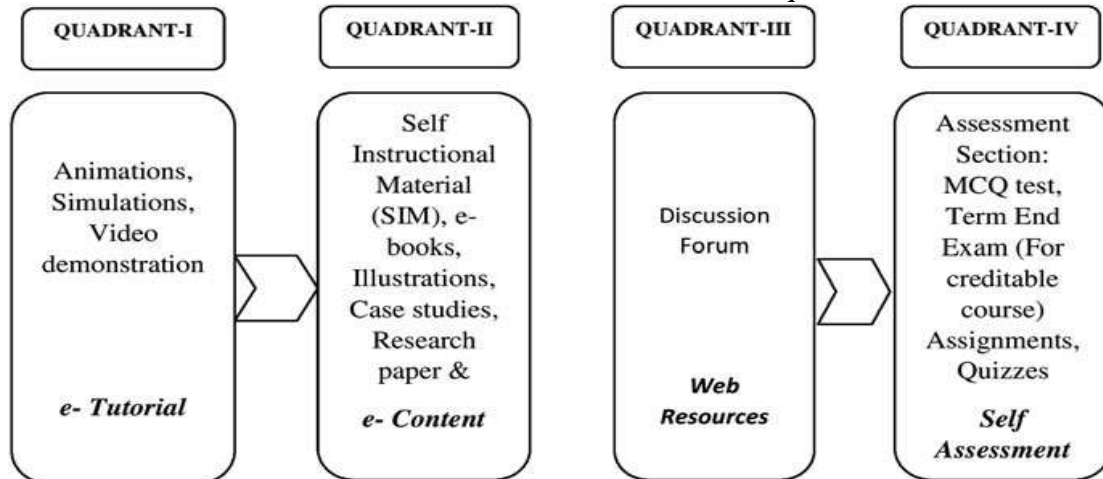 QUADRANT-I
QUADRANT-II
QUADRANT-III
QUADRANT-IV
Animations,
Simulations,
Video
demonstration
e- Tutorial
Self
Instructional
Material
(SIM), e-
books,
Illustrations,
Case studies,
Research
paper &
e- Content
Discussion
Forum
Web
Resources
Assessment
Section:
MCQ test,
Term End
Exam (For
creditable
course)
Assignments,
Quizzes
Self
Assessment